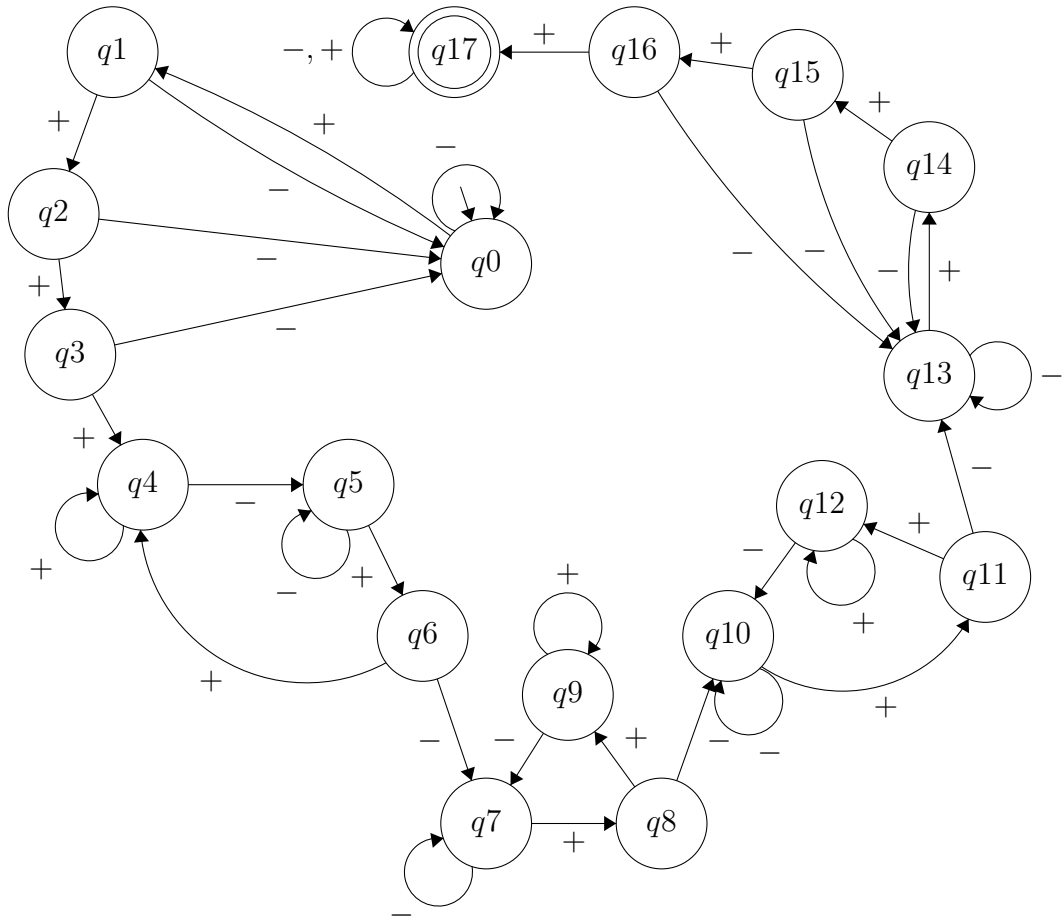 q1
−, +
q17
+
q16
+
q15
+
+
+
−
q14
−
q2
−
q0
−
−
−
+
+
−
q3
−
q13
−
+
q4
−
q5
−
q12
+
+
−
+
+
−
+
q11
q6
q10
+
+
q9
+
−
−
+
−
−
q7
+
q8
−